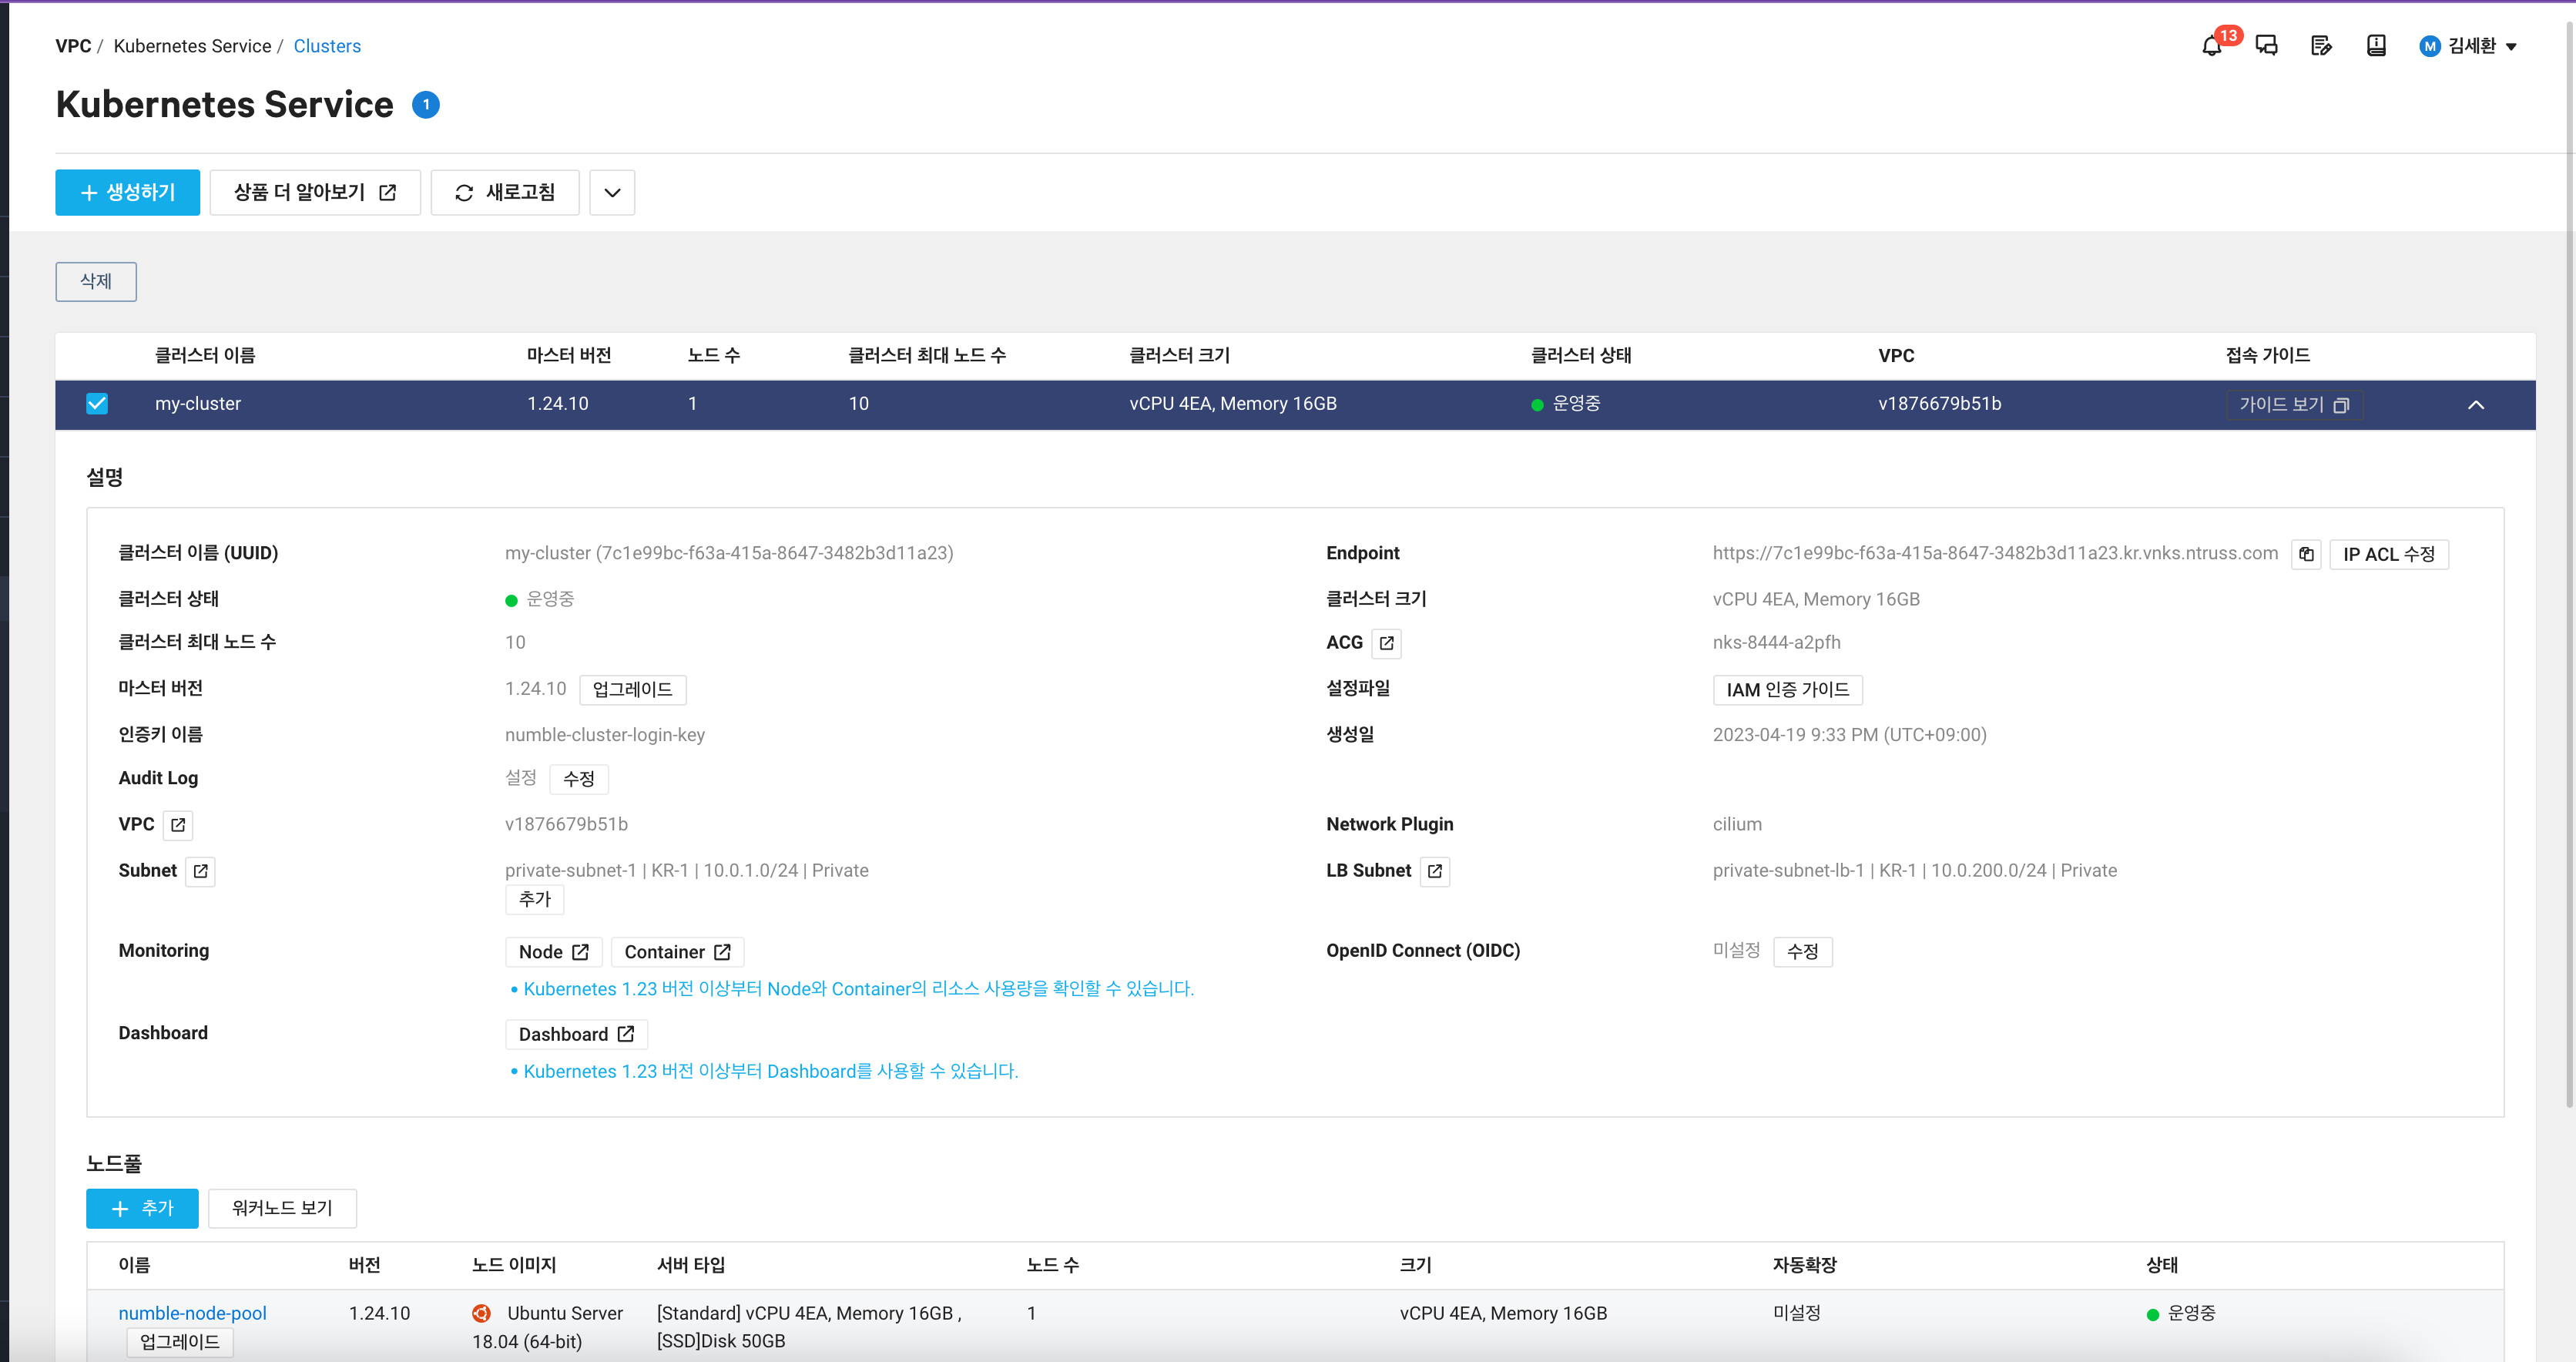 VPC / Kubernetes Service / Clusters
13
M 김세환
Kubernetes Service 1
생성하기 상품 더 알아보기 새로고침
삭제
클러스터 이름 마스터 버전 노드 수 클러스터 최대 노드 수 클러스터 크기 클러스터 상태 VPC 접속 가이드
my-cluster 1.24.10 1 10 vCPU 4EA, Memory 16GB 운영중 v1876679b51b 가이드 보기
설명
클러스터 이름 (UUID) my-cluster (7c1e99bc-f63a-415a-8647-3482b3d11a23) Endpoint https://7c1e99bc-f63a-415a-8647-3482b3d11a23.kr.vnks.ntruss.com IP ACL 수정
클러스터 상태 운영중 클러스터 크기 vCPU 4EA, Memory 16GB
클러스터 최대 노드 수 10 ACG nks-8444-a2pfh
마스터 버전 1.24.10 업그레이드 설정파일 IAM 인증 가이드
인증키 이름 numble-cluster-login-key 생성일 2023-04-19 9:33 PM (UTC+09:00)
Audit Log 설정 수정
VPC v1876679b51b Network Plugin cilium
Subnet private-subnet-1 | KR-1 | 10.0.1.0/24 | Private LB Subnet private-subnet-lb-1 | KR-1 | 10.0.200.0/24 | Private
추가
Monitoring Node Container OpenID Connect (OIDC) 미설정 수정
• Kubernetes 1.23 버전 이상부터 Node와 Container의 리소스 사용량을 확인할 수 있습니다.
Dashboard Dashboard
• Kubernetes 1.23 버전 이상부터 Dashboard를 사용할 수 있습니다.
노드풀
추가 워커노드 보기
이름 버전 노드 이미지 서버 타입 노드 수 크기 자동확장 상태
numble-node-pool 1.24.10 Ubuntu Server [Standard] vCPU 4EA, Memory 16GB , 1 vCPU 4EA, Memory 16GB 미설정 운영중
업그레이드 18.04 (64-bit) [SSD]Disk 50GB